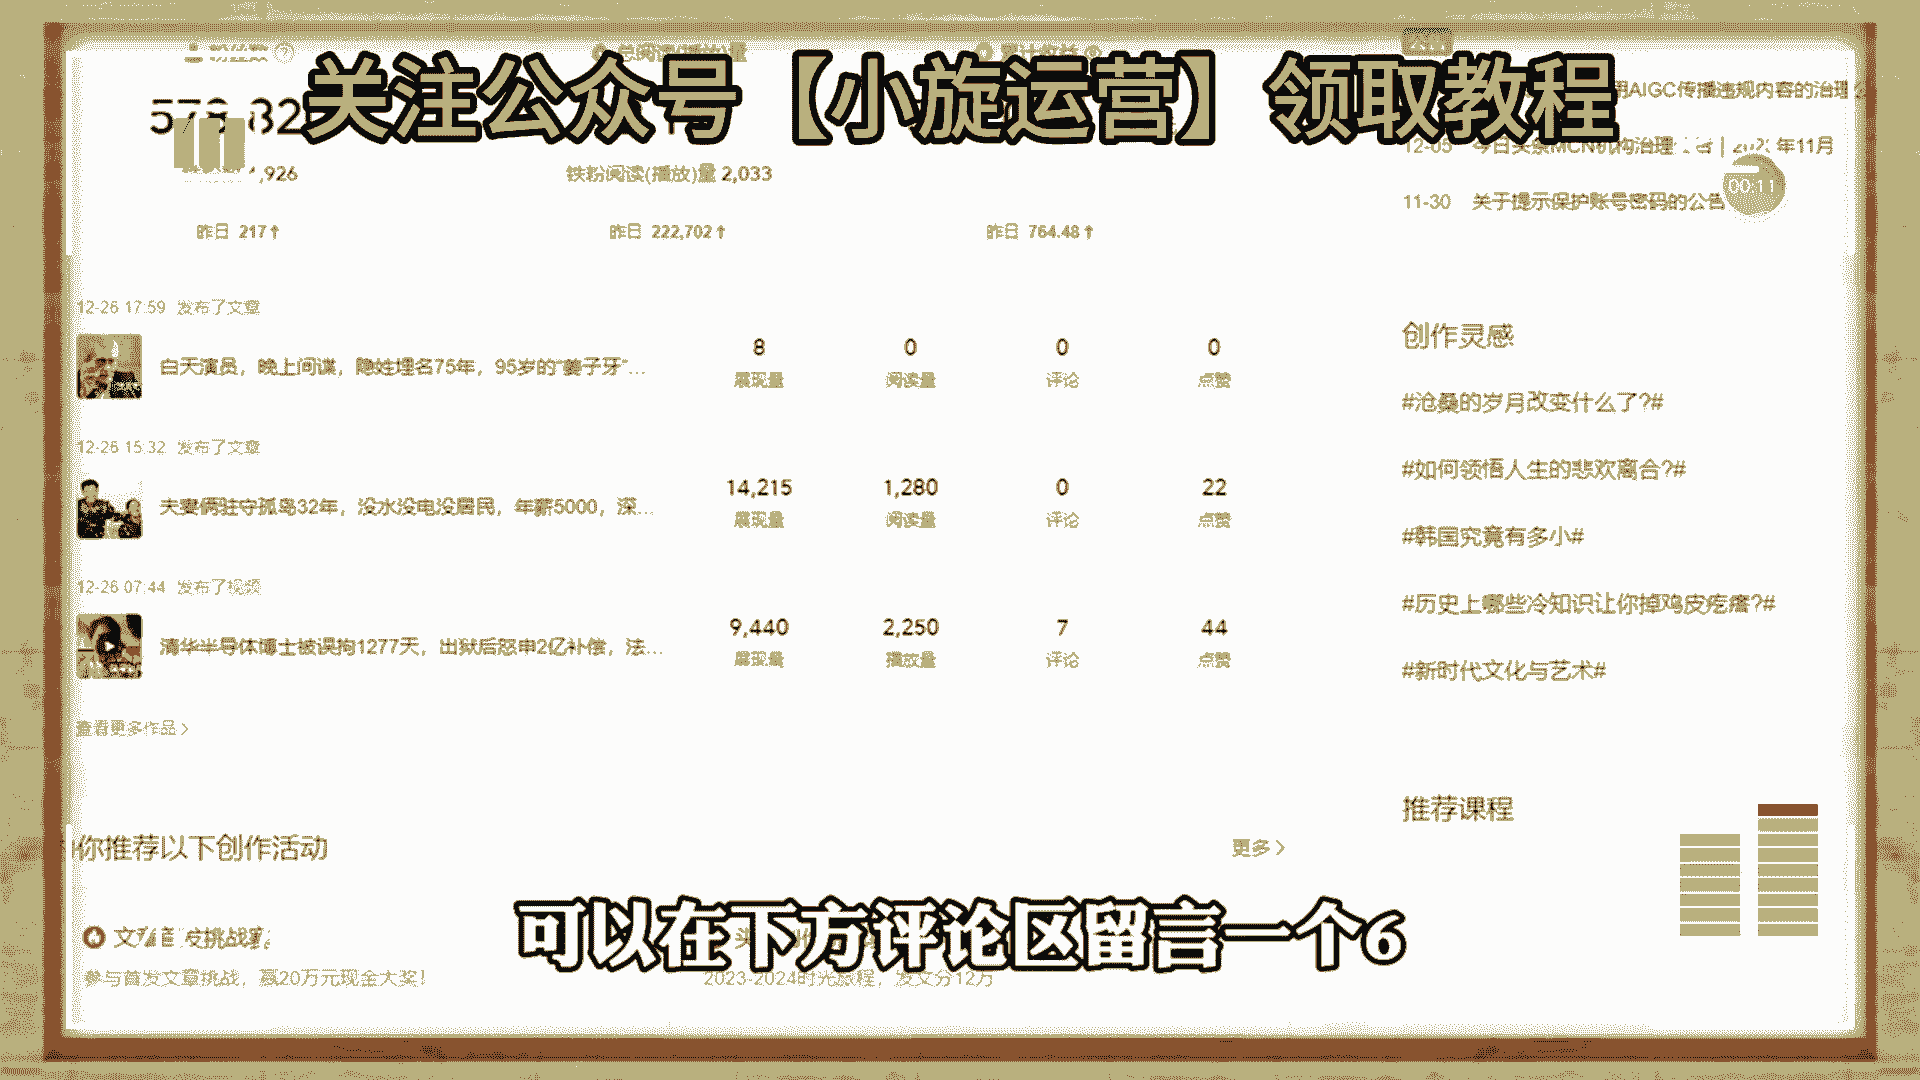 关注公众号【小旋运营】 领取教程
用AIGC传播违规内容的治理公
,926
铁粉阅读(播放)量 2,033
12-05 今日头条MCN机构治理 年11月
00:11
11-30 关于提示保护账号密码的公告
昨日 217↑
昨日 222,702↑
昨日 764.48↑
12-26 17:59 发布了文章
白天演员，晚上间谍，隐姓埋名75年，95岁的“姜子牙”...
8
0
0
0
展现量
阅读量
评论
点赞
12-26 15:32 发布了文章
夫妻俩驻守孤岛32年，没水没电没居民，年薪5000，深...
14,215
1,280
0
22
展现量
阅读量
评论
点赞
12-26 07:44 发布了视频
清华半导体博士被误拘1277天，出狱后怒申2亿补偿，法...
9,440
2,250
7
44
展现量
播放量
评论
点赞
查看更多作品 >
创作灵感
#沧桑的岁月改变什么了?#
#如何领悟人生的悲欢离合?#
#韩国究竟有多小#
#历史上哪些冷知识让你掉鸡皮疙瘩?#
#新时代文化与艺术#
推荐课程
你推荐以下创作活动
更多 >
可以在下方评论区留言一个6
参与首发文章挑战，赢20万元现金大奖！
2023-2024时光旅程，发文分12万